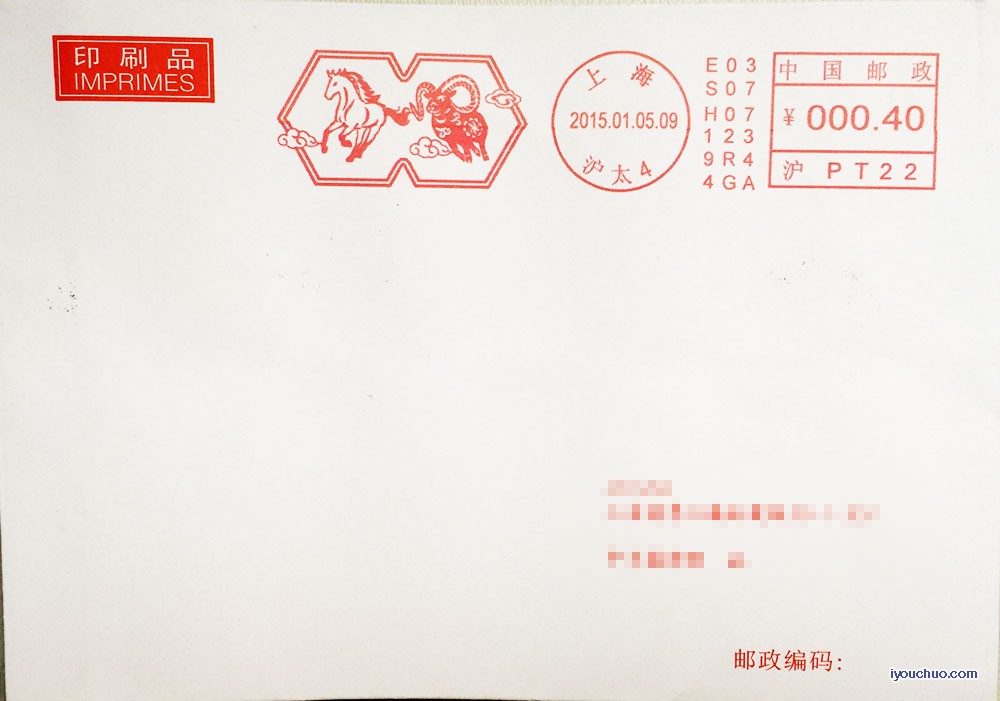 印刷品
IMPRIMES
上海
2015.01.05.09
沪太4
E03
S07
H07
123
9R4
4GA
中国邮政
¥ 000.40
沪 PT22
邮政编码:
iyouchuo.com